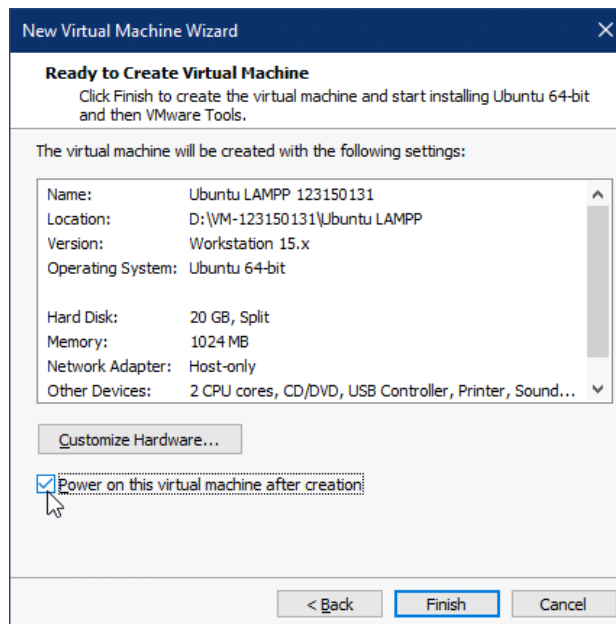 New Virtual Machine Wizard
Ready to Create Virtual Machine
Click Finish to create the virtual machine and start installing Ubuntu 64-bit
and then VMware Tools.
The virtual machine will be created with the following settings:
Name: Ubuntu LAMPP 123150131
Location: D:\VM-123150131\Ubuntu LAMPP
Version: Workstation 15.x
Operating System: Ubuntu 64-bit
Hard Disk: 20 GB, Split
Memory: 1024 MB
Network Adapter: Host-only
Other Devices: 2 CPU cores, CD/DVD, USB Controller, Printer, Sound...
Customize Hardware...
Power on this virtual machine after creation
< Back Finish Cancel